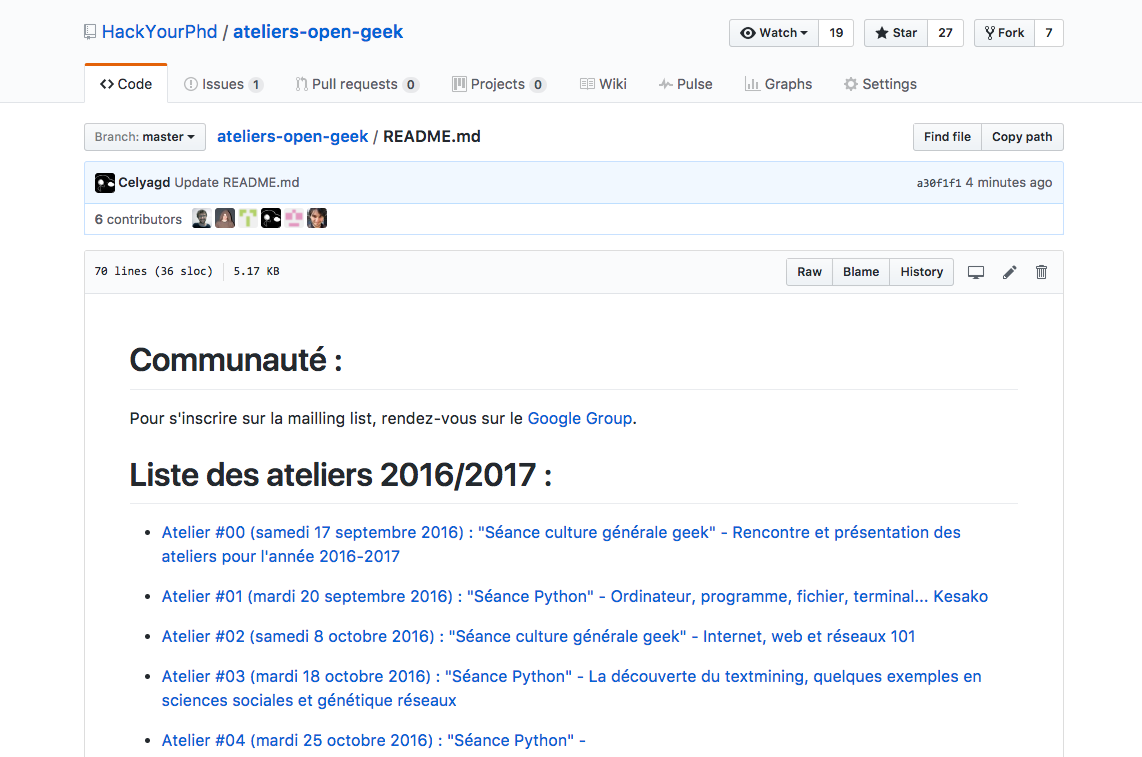 HackYourPhd / ateliers-open-geek
Watch 19 Star 27 Fork 7
Code Issues 1 Pull requests 0 Projects 0 Wiki Pulse Graphs Settings
Branch: master ateliers-open-geek / README.md Find file Copy path
Celyagd Update README.md a30f1f1 4 minutes ago
6 contributors
70 lines (36 sloc) 5.17 KB Raw Blame History
Communauté :
Pour s'inscrire sur la mailling list, rendez-vous sur le Google Group.
Liste des ateliers 2016/2017 :
• Atelier #00 (samedi 17 septembre 2016) : "Séance culture générale geek" - Rencontre et présentation des
ateliers pour l'année 2016-2017
• Atelier #01 (mardi 20 septembre 2016) : "Séance Python" - Ordinateur, programme, fichier, terminal... Kesako
• Atelier #02 (samedi 8 octobre 2016) : "Séance culture générale geek" - Internet, web et réseaux 101
• Atelier #03 (mardi 18 octobre 2016) : "Séance Python" - La découverte du textmining, quelques exemples en
sciences sociales et génétique réseaux
• Atelier #04 (mardi 25 octobre 2016) : "Séance Python" -